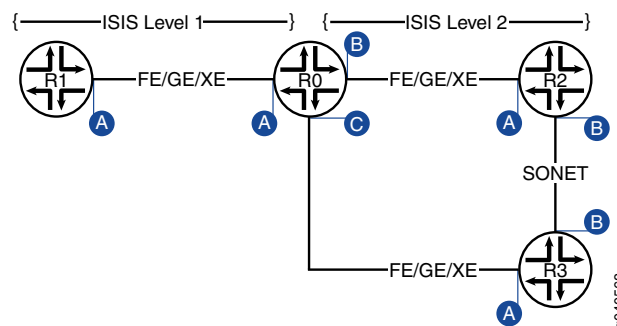 { ISIS Level 1 } { ISIS Level 2 }
B
R1 FE/GE/XE R0 FE/GE/XE R2
A A C A B
SONET
B
FE/GE/XE R3
A